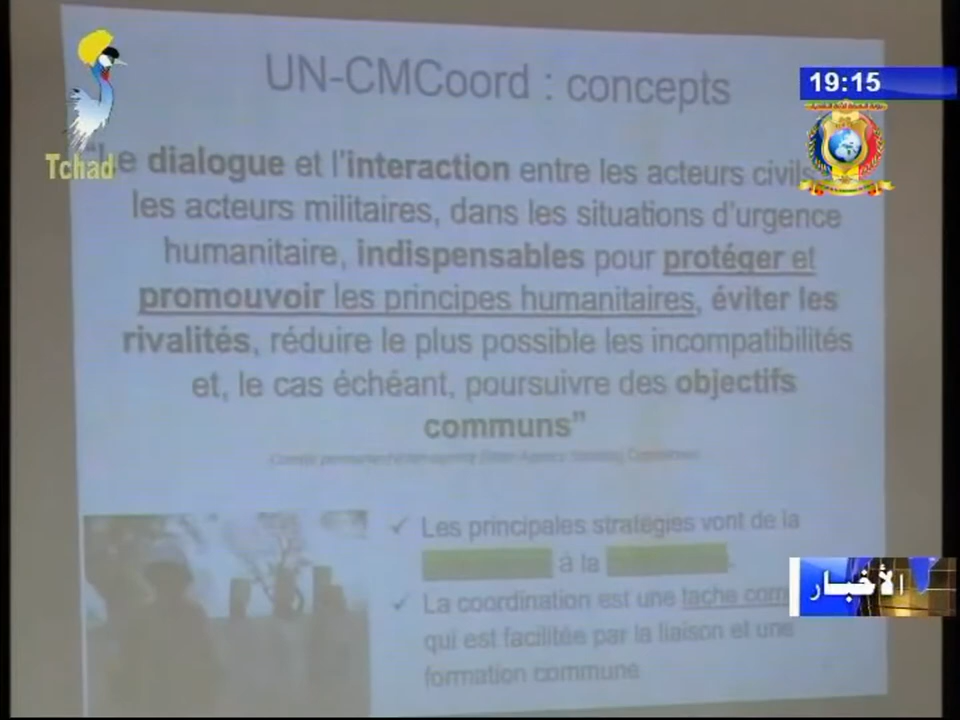 UN-CMCoord : concepts
19:15
Tchad
Le dialogue et l'interaction entre les acteurs civils
les acteurs militaires, dans les situations d'urgence
humanitaire, indispensables pour protéger et
promouvoir les principes humanitaires, éviter les
rivalités, réduire le plus possible les incompatibilités
et, le cas échéant, poursuivre des objectifs
communs”
✓ Les principales stratégies vont de la
à la
الأخبار
✓ La coordination est une tache com
qui est facilitée par la liaison et une
formation commune